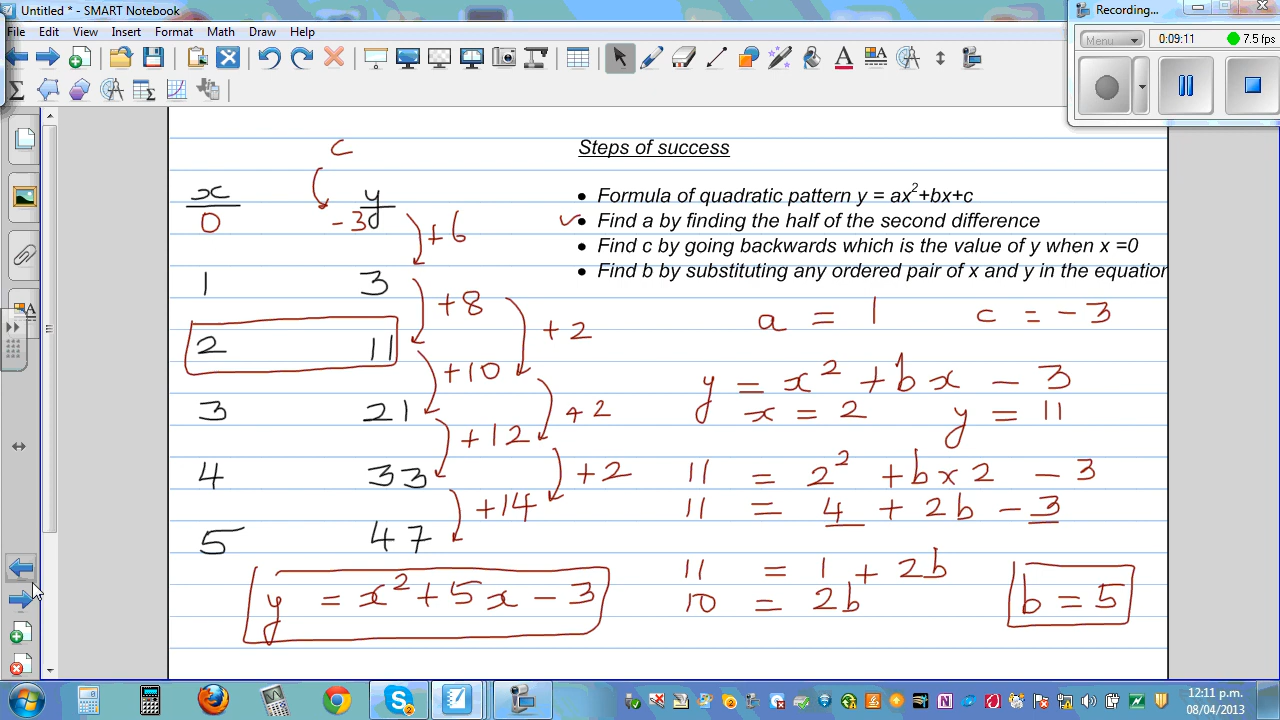 Untitled * - SMART Notebook
File Edit View Insert Format Math Draw Help
Recording...
Menu 0:09:11 7.5 fps
Steps of success
• Formula of quadratic pattern y = ax²+bx+c
• Find a by finding the half of the second difference
• Find c by going backwards which is the value of y when x =0
• Find b by substituting any ordered pair of x and y in the equation
c
x y
0 -3
+6
1 3
+8
+2
2 11
+10
+2
3 21
+12
+2
4 33
+14
5 47
y = x² + 5x - 3
a = 1 c = -3
y = x² + bx - 3
x = 2 y = 11
11 = 2² + b x 2 - 3
11 = 4 + 2b - 3
11 = 1 + 2b
10 = 2b
b = 5
12:11 p.m.
08/04/2013